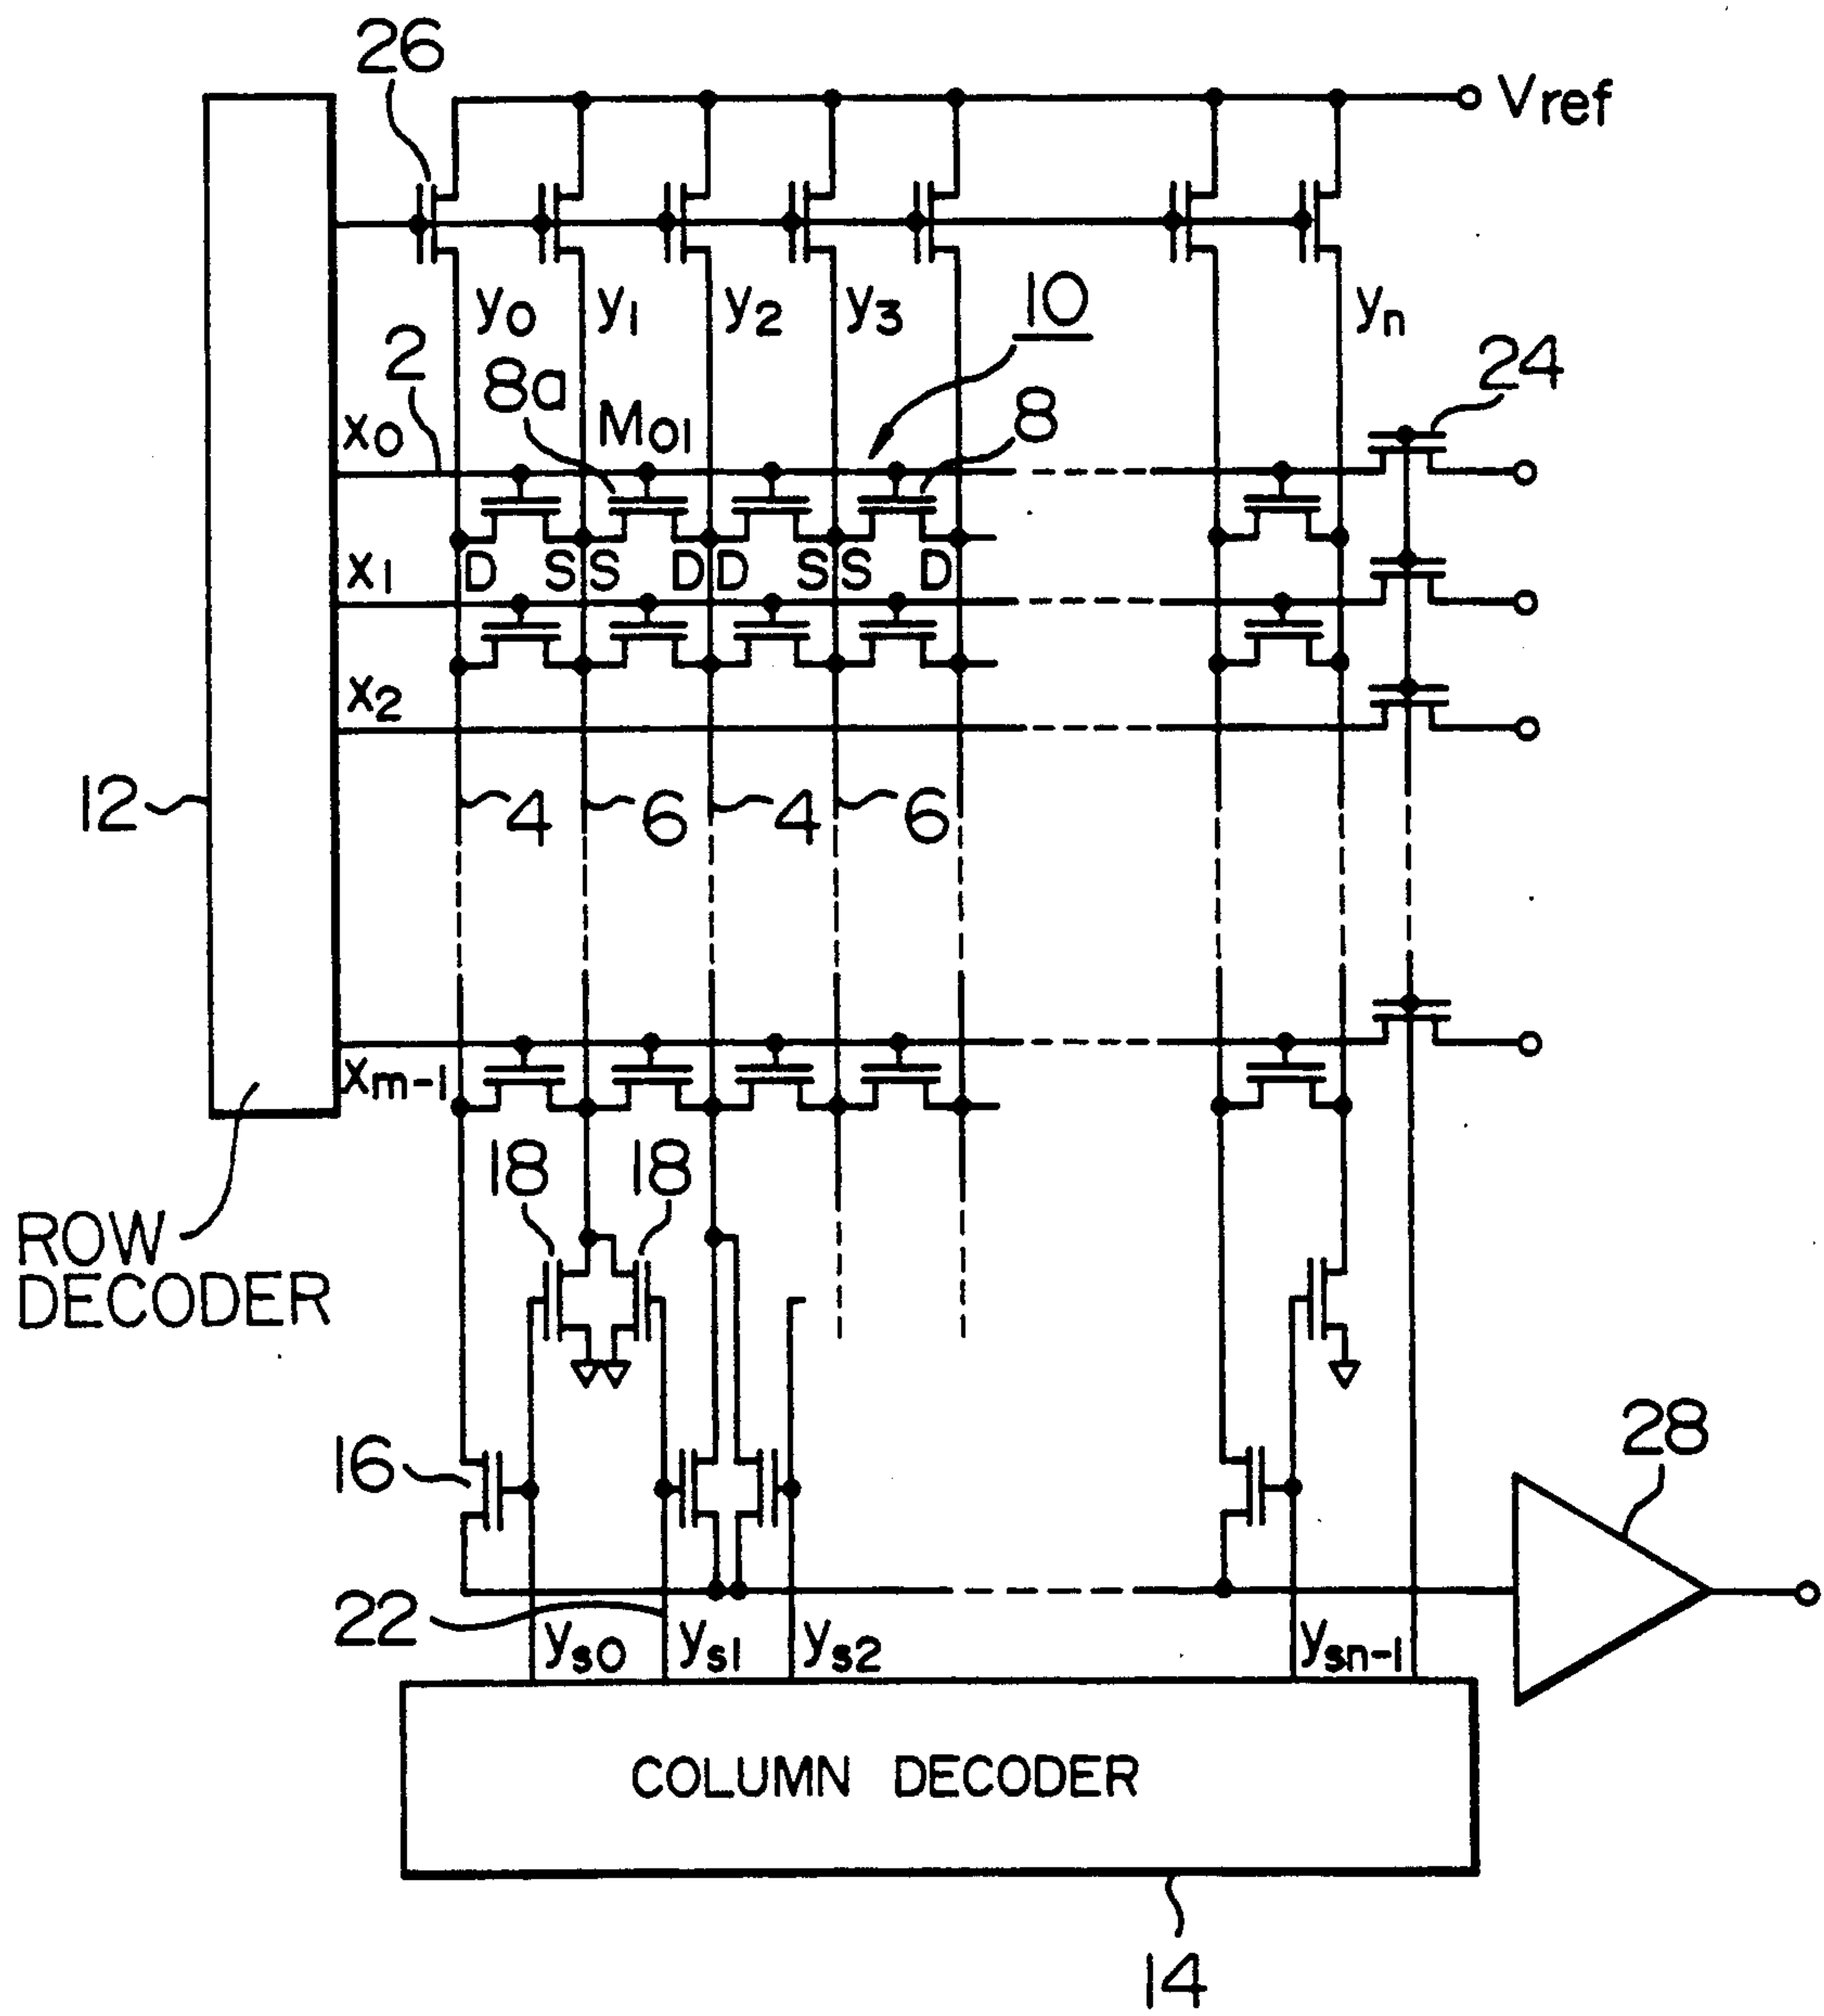 26
Vref
y0 y1 y2 y3 yn
10
2
8a
M01
8
24
x0
D S S D D S S D
x1
x2
12
4 6 4 6
xm-1
18 18
ROW
DECODER
16
28
22
ys0 ys1 ys2 ysn-1
COLUMN DECODER
14